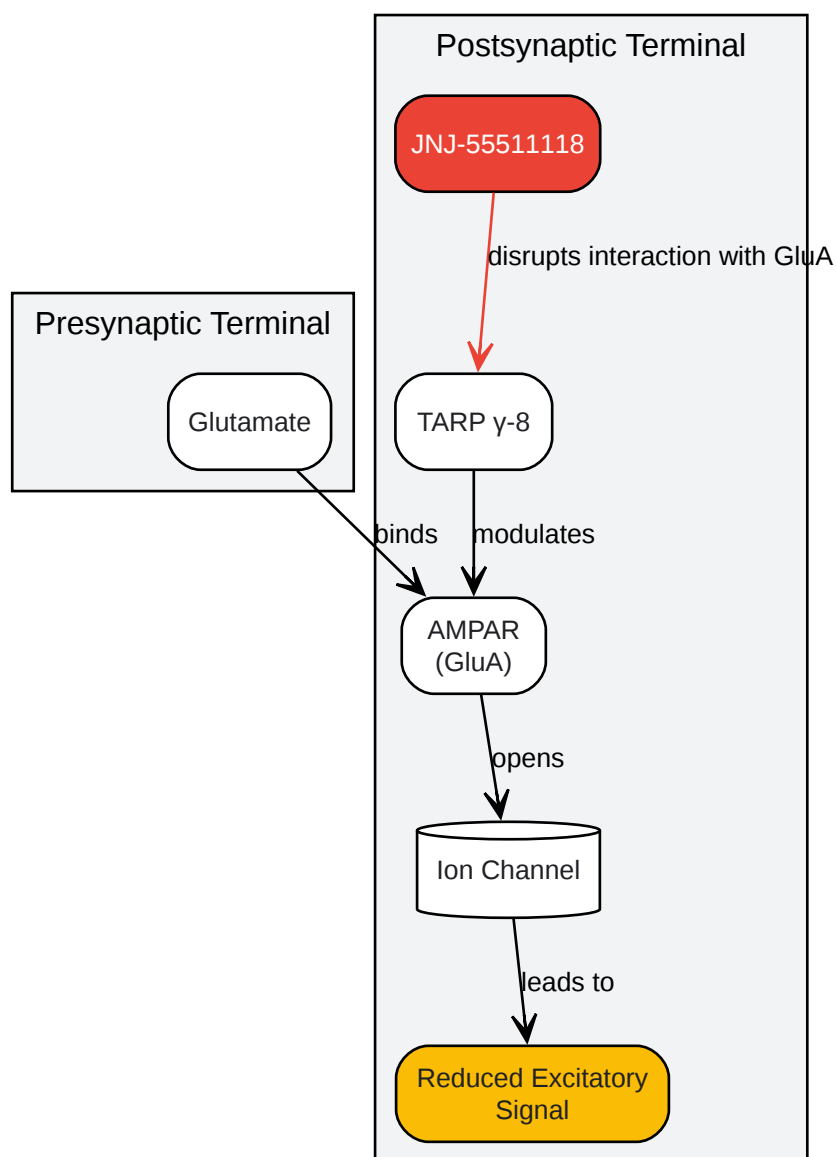 Postsynaptic Terminal
JNJ-55511118
disrupts interaction with GluA
Presynaptic Terminal
Glutamate
TARP γ-8
binds
modulates
AMPAR
(GluA)
opens
Ion Channel
leads to
Reduced Excitatory
Signal